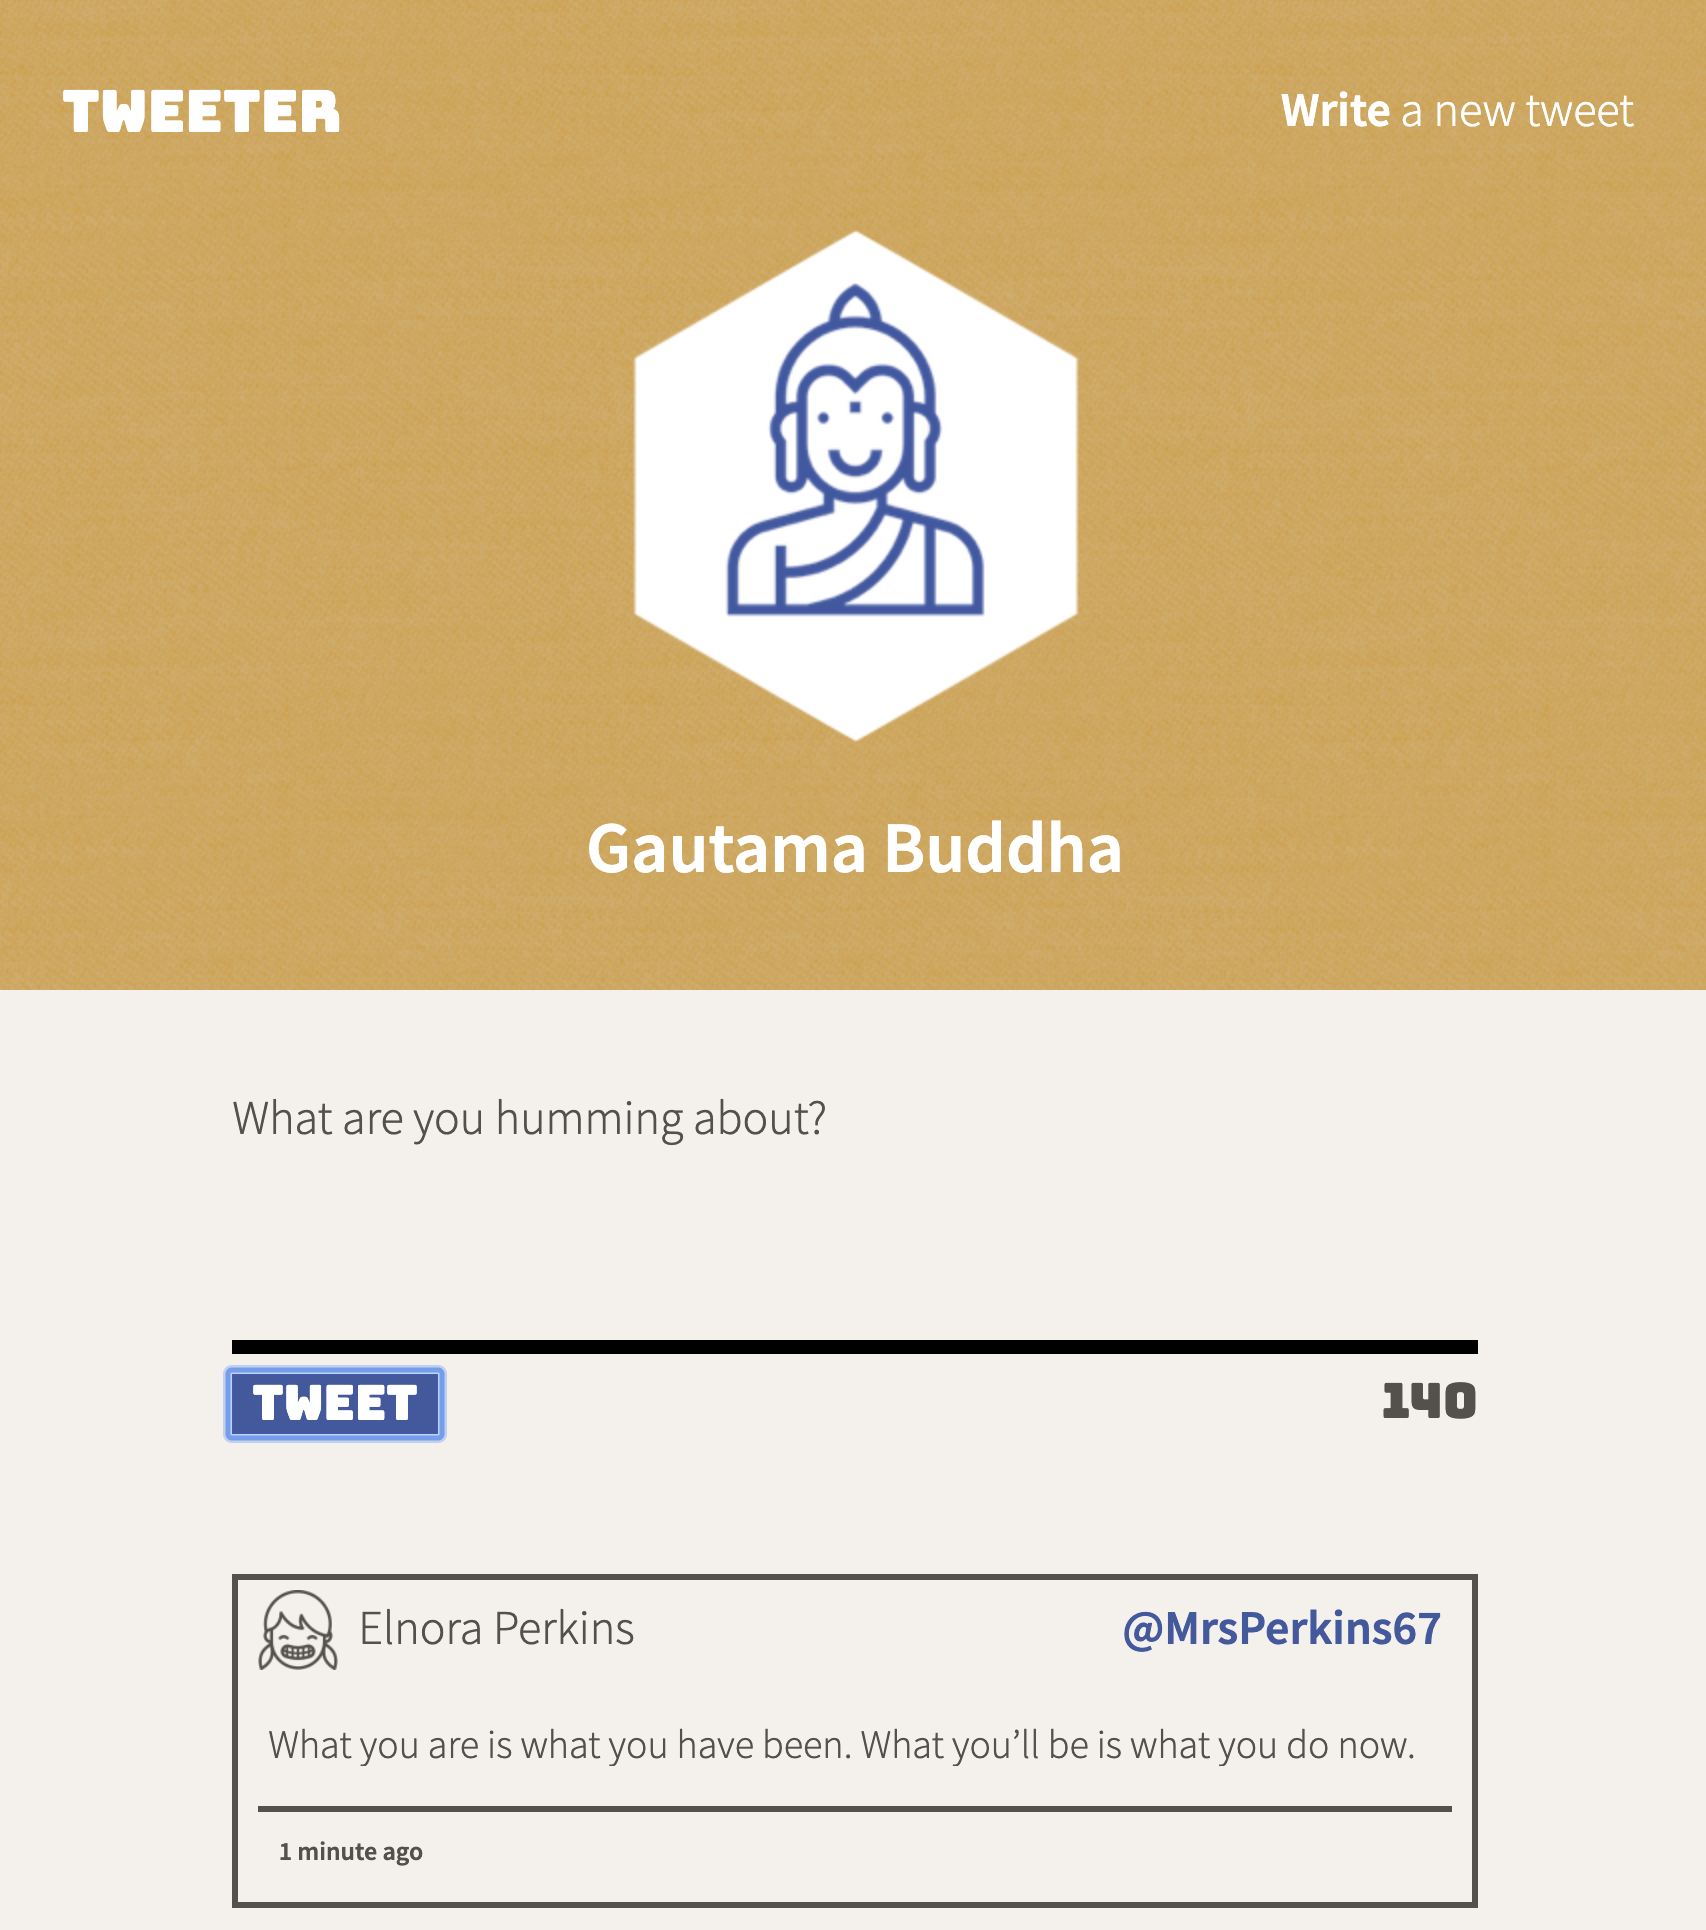 TWEETER
Write a new tweet
Gautama Buddha
What are you humming about?
TWEET
140
Elnora Perkins
@MrsPerkins67
What you are is what you have been. What you’ll be is what you do now.
1 minute ago